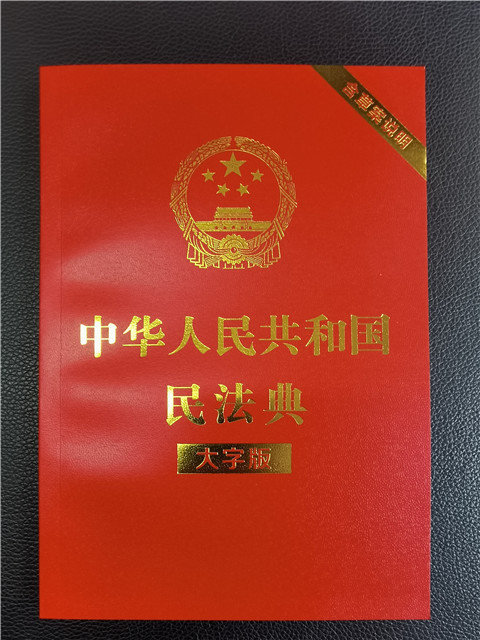 含草案说明
中华人民共和国
民法典
大字版